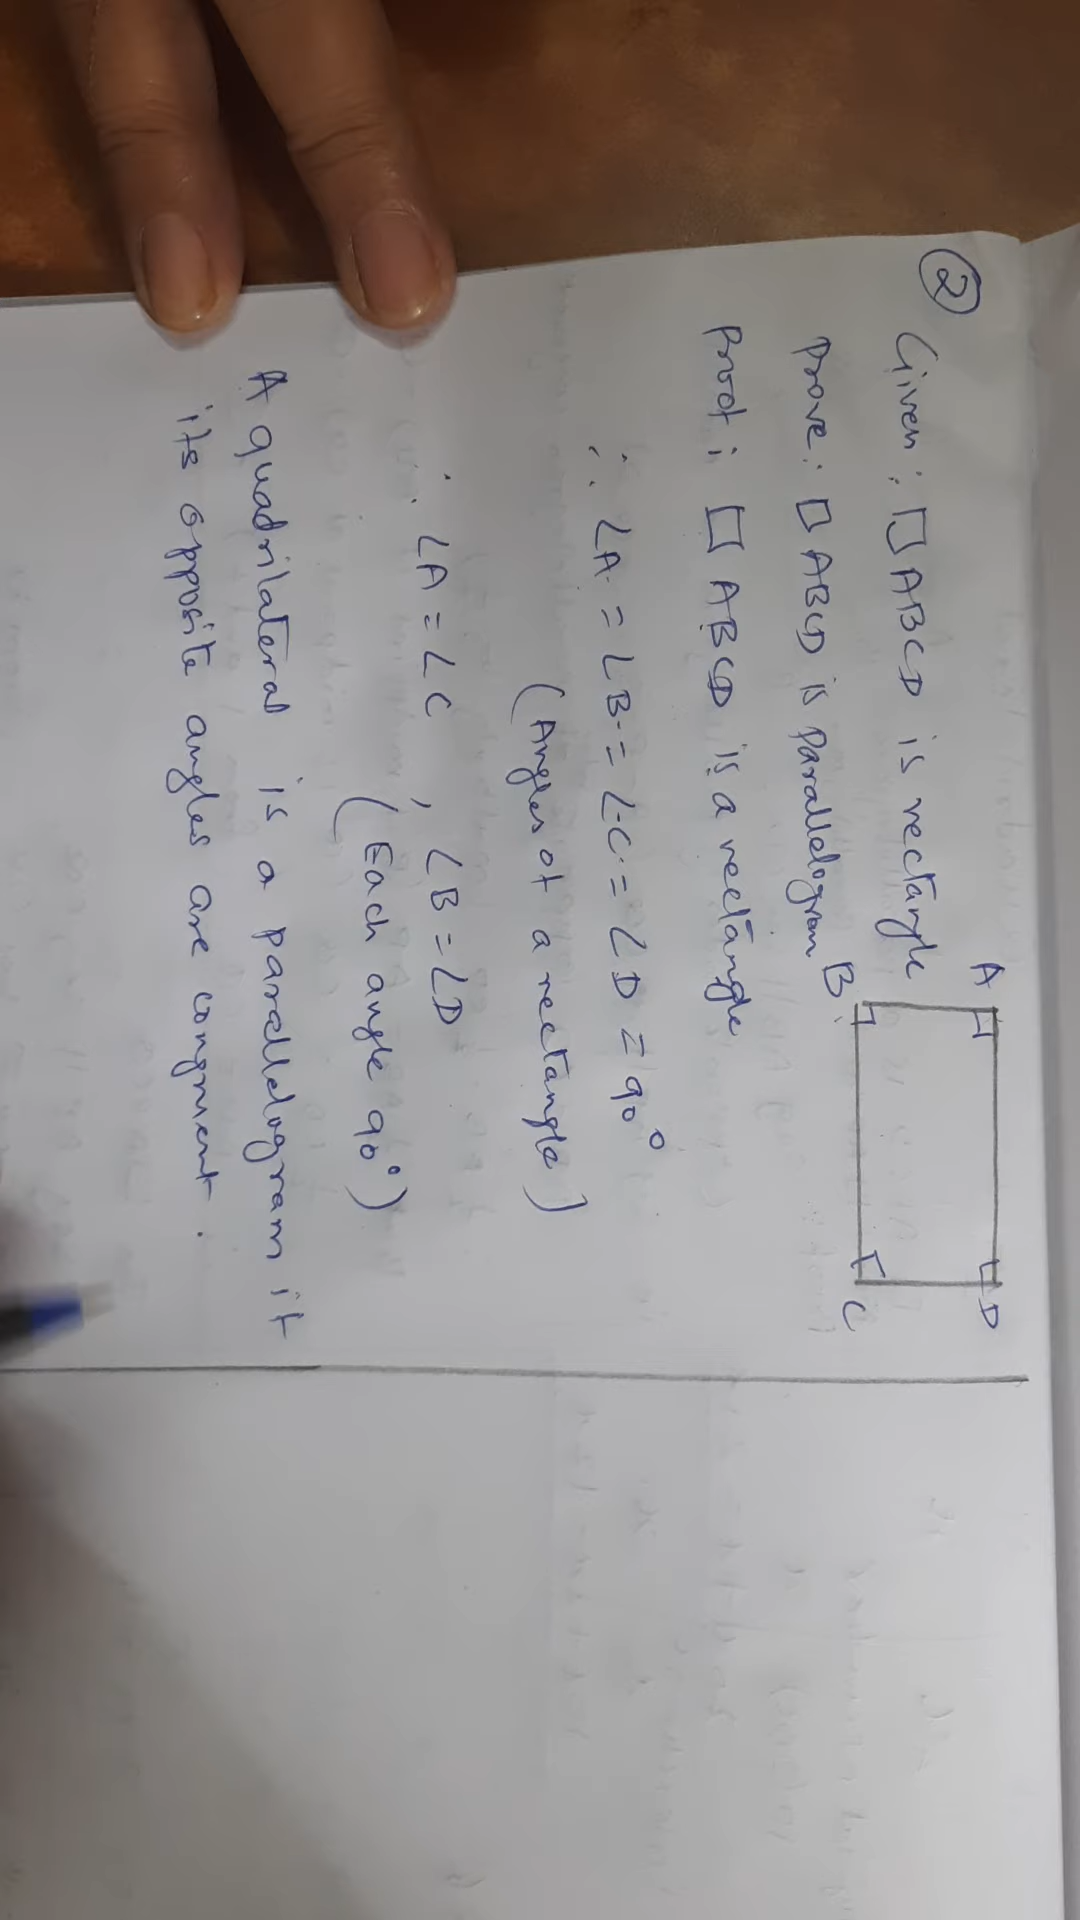 ②
Given : □ ABCD is rectangle
Prove : □ ABCD is parallelogram
A
D
B
C
Proof : □ ABCD is a rectangle
∴ ∠A = ∠B = ∠C = ∠D = 90°
(Angles of a rectangle)
∴ ∠A = ∠C , ∠B = ∠D
(Each angle 90°)
A quadrilateral is a parallelogram if
its opposite angles are congruent.